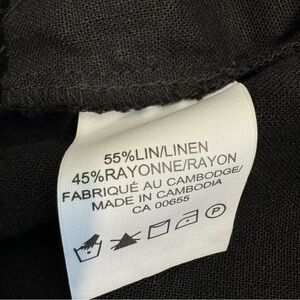 55%LIN/LINEN
45%RAYONNE/RAYON
FABRIQUÉ AU CAMBODGE/
MADE IN CAMBODIA
CA 00655
P